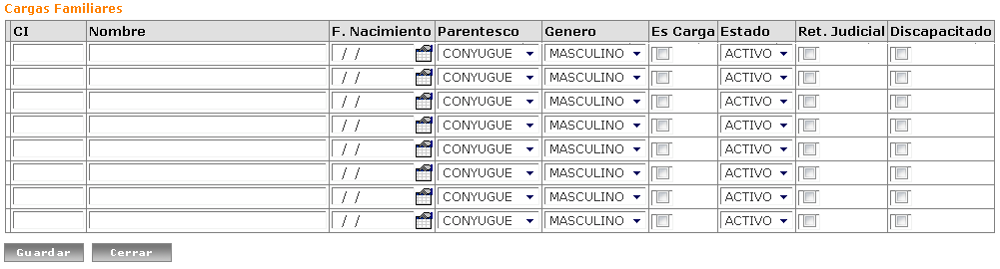 Cargas Familiares
CI Nombre F. Nacimiento Parentesco Genero Es Carga Estado Ret. Judicial Discapacitado
/ / CONYUGUE MASCULINO ACTIVO
/ / CONYUGUE MASCULINO ACTIVO
/ / CONYUGUE MASCULINO ACTIVO
/ / CONYUGUE MASCULINO ACTIVO
/ / CONYUGUE MASCULINO ACTIVO
/ / CONYUGUE MASCULINO ACTIVO
/ / CONYUGUE MASCULINO ACTIVO
/ / CONYUGUE MASCULINO ACTIVO
Guardar Cerrar